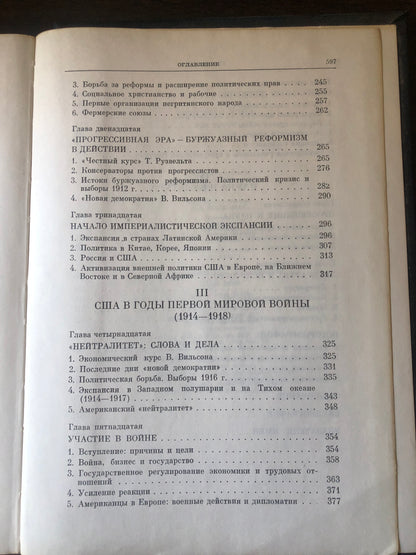 ОГЛАВЛЕНИЕ 597
3. Борьба за реформы и расширение политических прав . . . . 245
4. Социальное христианство и рабочие . . . . . . . . . . 255
5. Первые организации негритянского народа . . . . . . . 257
6. Фермерские союзы . . . . . . . . . . . . . . . 262
Глава двенадцатая
«ПРОГРЕССИВНАЯ ЭРА» — БУРЖУАЗНЫЙ РЕФОРМИЗМ
В ДЕЙСТВИИ . . . . . . . . . . . . . . . . . 265
1. «Честный курс» Т. Рузвельта . . . . . . . . . . . 265
2. Консерваторы против прогрессистов . . . . . . . . . 276
3. Истоки буржуазного реформизма. Политический кризис и
выборы 1912 г. . . . . . . . . . . . . . . . . 282
4. «Новая демократия» В. Вильсона . . . . . . . . . . 290
Глава тринадцатая
НАЧАЛО ИМПЕРИАЛИСТИЧЕСКОЙ ЭКСПАНСИИ . . . . . . 296
1. Экспансия в странах Латинской Америки . . . . . . . 296
2. Политика в Китае, Корее, Японии . . . . . . . . . . 307
3. Россия и США . . . . . . . . . . . . . . . . 313
4. Активизация внешней политики США в Европе, на Ближнем
Востоке и в Северной Африке . . . . . . . . . . . 317
III
США В ГОДЫ ПЕРВОЙ МИРОВОЙ ВОЙНЫ
(1914—1918)
Глава четырнадцатая
«НЕЙТРАЛИТЕТ»: СЛОВА И ДЕЛА . . . . . . . . . . 325
1. Экономический курс В. Вильсона . . . . . . . . . . 325
2. Последние дни «новой демократии» . . . . . . . . . 331
3. Политическая борьба. Выборы 1916 г. . . . . . . . . 335
4. Экспансия в Западном полушарии и на Тихом океане
(1914—1917) . . . . . . . . . . . . . . . . . 343
5. Американский «нейтралитет» . . . . . . . . . . . 348
Глава пятнадцатая
УЧАСТИЕ В ВОЙНЕ . . . . . . . . . . . . . . . 354
1. Вступление: причины и цели . . . . . . . . . . . 354
2. Война, бизнес и государство . . . . . . . . . . . 358
3. Государственное регулирование экономики и трудовых от-
ношений . . . . . . . . . . . . . . . . . . 363
4. Усиление реакции . . . . . . . . . . . . . . . 371
5. Американцы в Европе: военные действия и дипломатия . . . 377